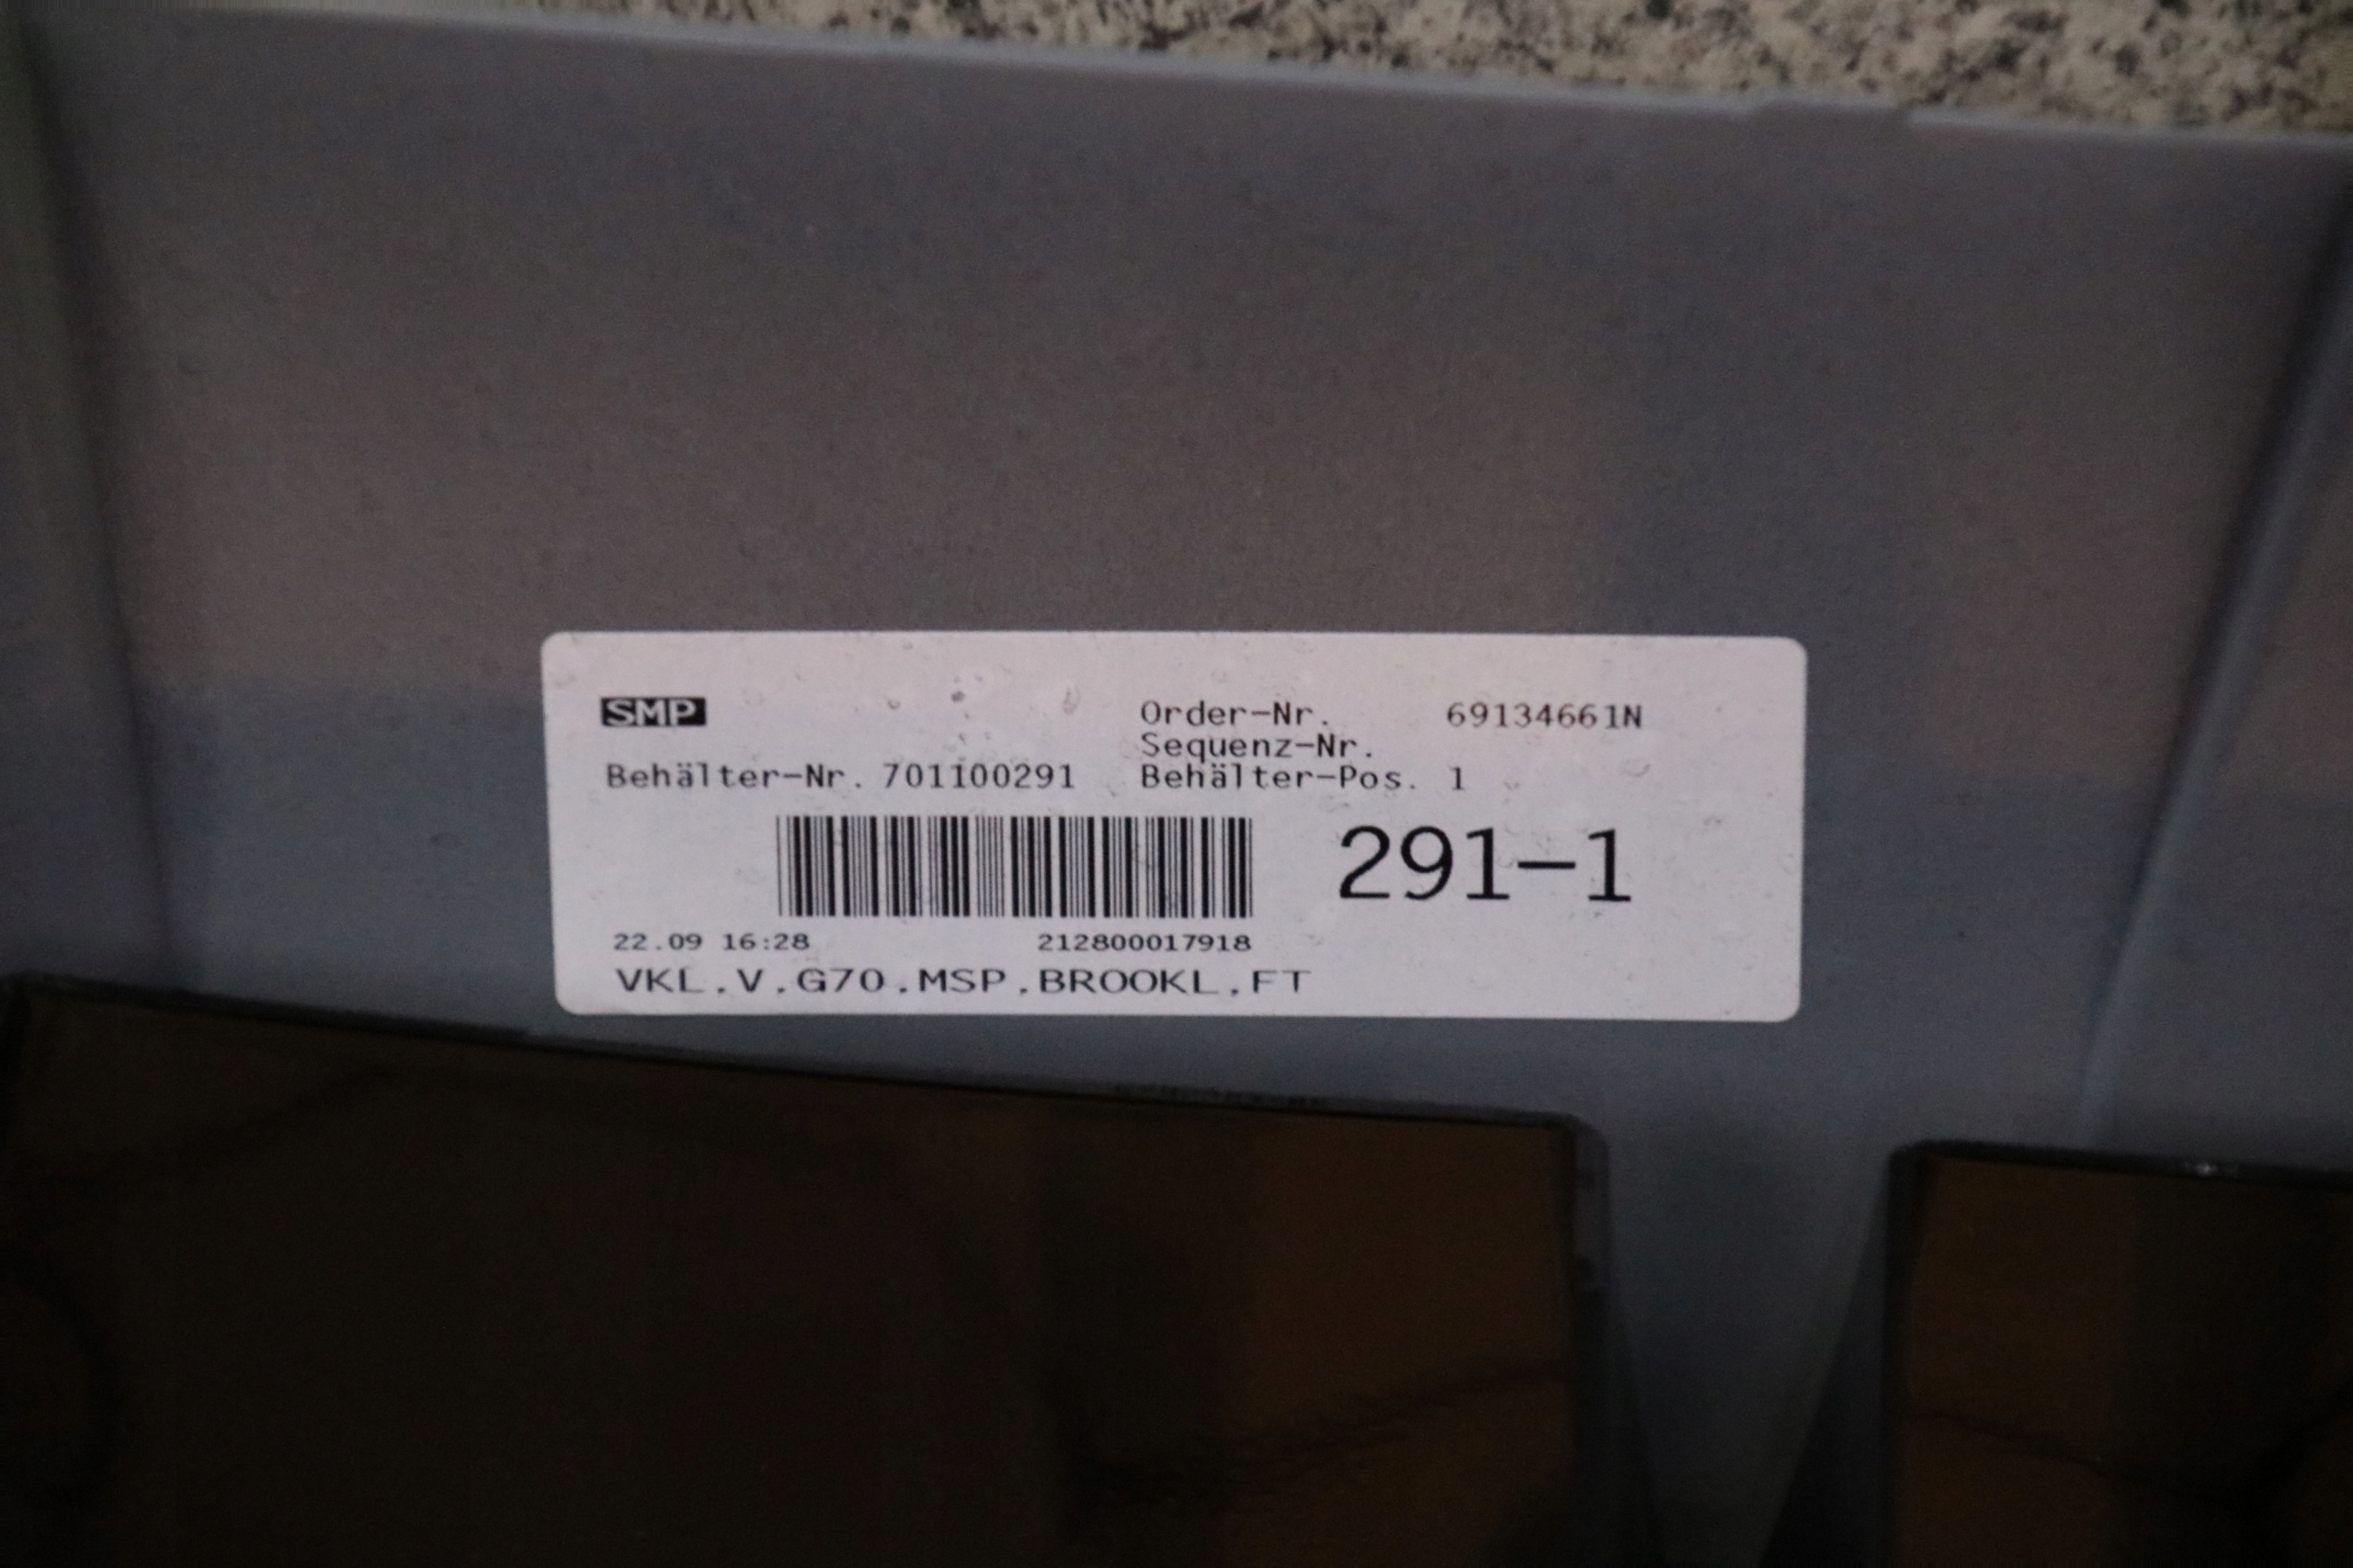 SMP
Order-Nr. 69134661N
Sequenz-Nr.
Behälter-Nr. 701100291 Behälter-Pos. 1
291-1
22.09 16:28 212800017918
VKL.V.G70.MSP.BROOKL.FT